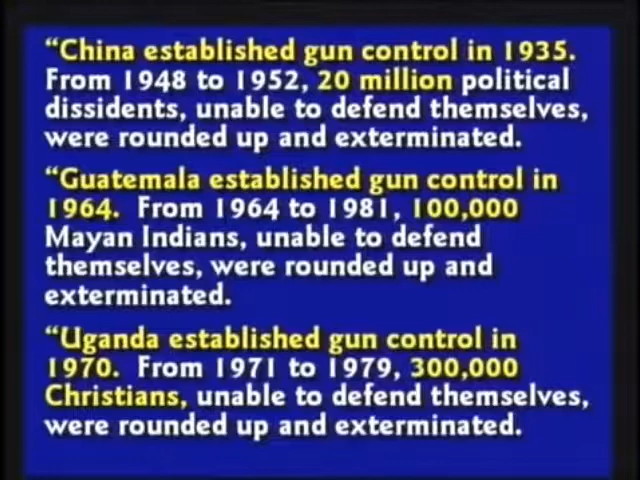 “China established gun control in 1935.
From 1948 to 1952, 20 million political
dissidents, unable to defend themselves,
were rounded up and exterminated.
“Guatemala established gun control in
1964. From 1964 to 1981, 100,000
Mayan Indians, unable to defend
themselves, were rounded up and
exterminated.
“Uganda established gun control in
1970. From 1971 to 1979, 300,000
Christians, unable to defend themselves,
were rounded up and exterminated.